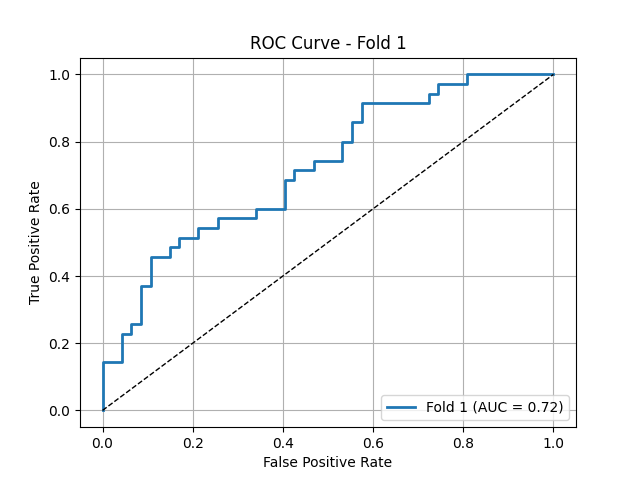 ROC Curve - Fold 1
True Positive Rate
1.0
0.8
0.6
0.4
0.2
0.0
Fold 1 (AUC = 0.72)
0.0 0.2 0.4 0.6 0.8 1.0
False Positive Rate